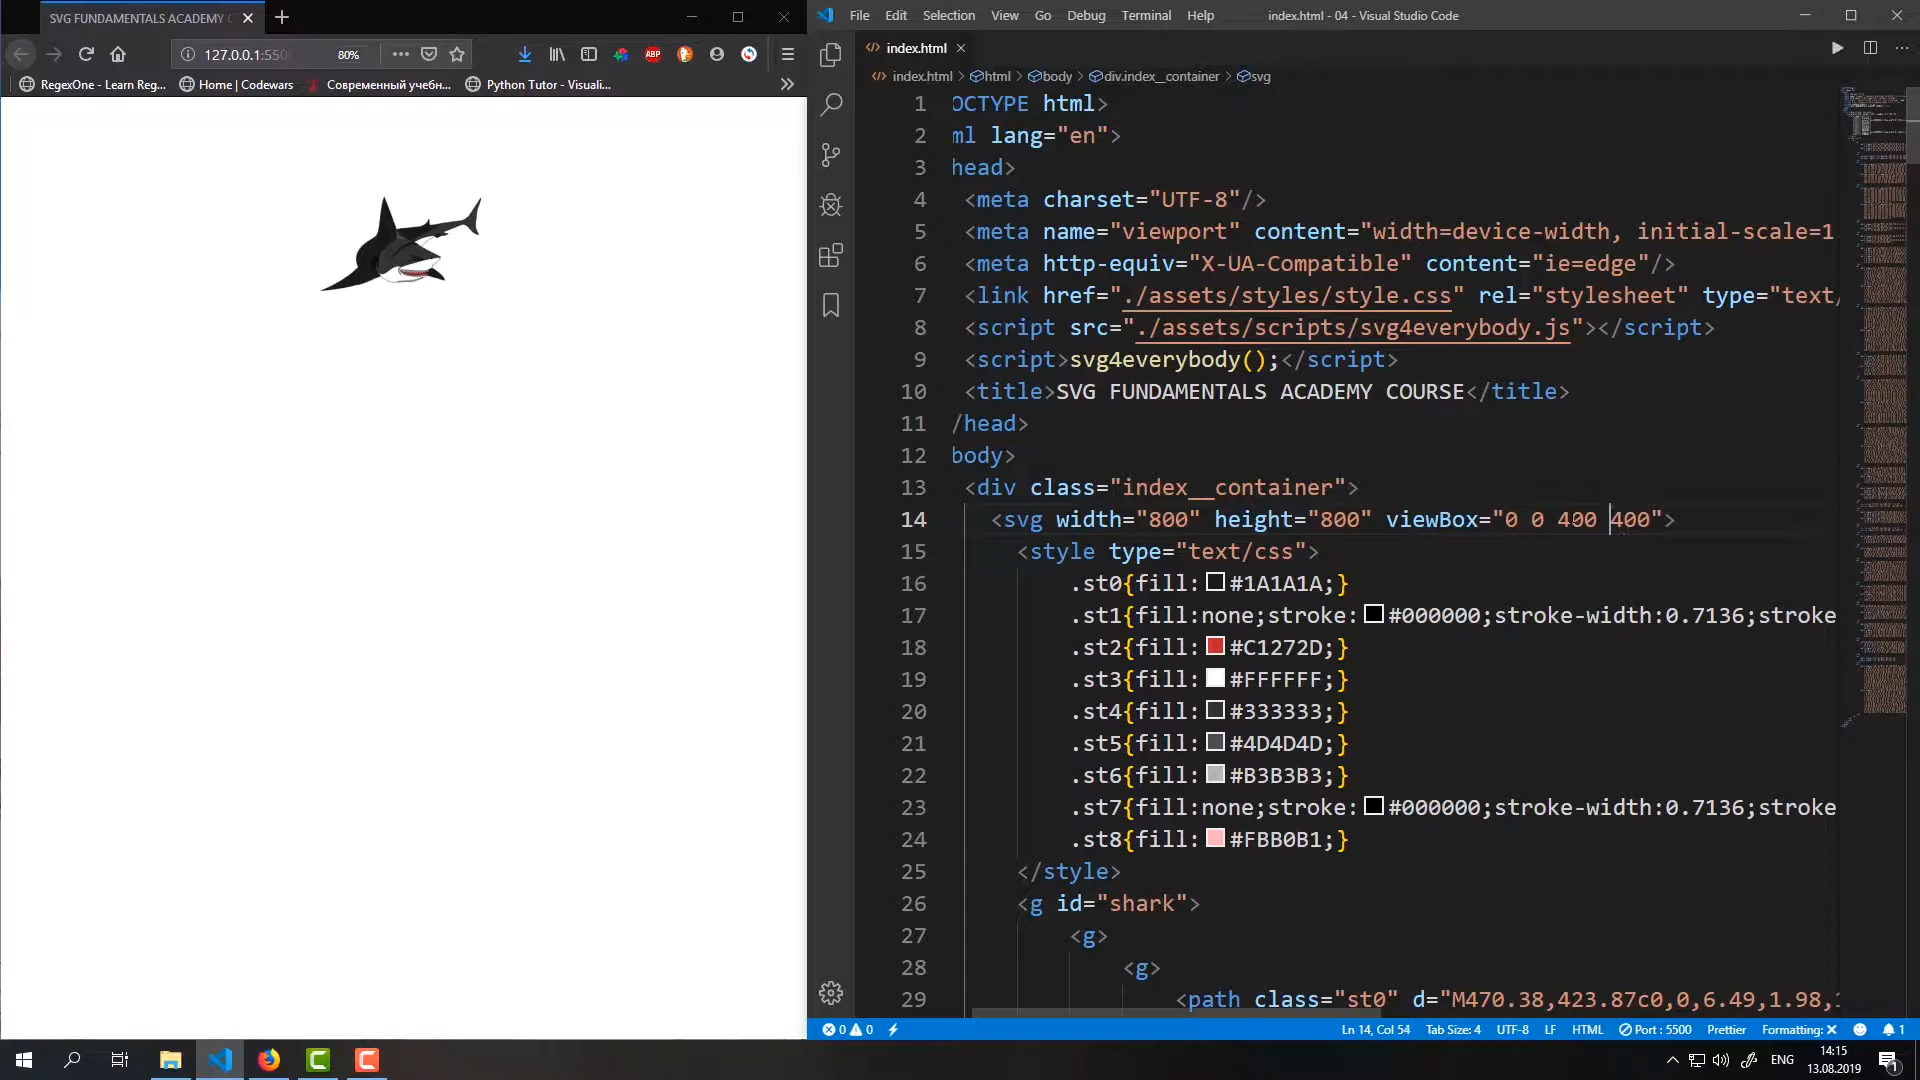 SVG FUNDAMENTALS ACADEMY
127.0.0.1:550
80%
ABP
RegexOne - Learn Reg...
Home | Codewars
Современный учебн...
Python Tutor - Visuali...
File Edit Selection View Go Debug Terminal Help
index.html - 04 - Visual Studio Code
index.html
index.html > html > body > div.index__container > svg
1 OCTYPE html>
2 ml lang="en">
3 head>
4 <meta charset="UTF-8"/>
5 <meta name="viewport" content="width=device-width, initial-scale=1
6 <meta http-equiv="X-UA-Compatible" content="ie=edge"/>
7 <link href="./assets/styles/style.css" rel="stylesheet" type="text/
8 <script src="./assets/scripts/svg4everybody.js"></script>
9 <script>svg4everybody();</script>
10 <title>SVG FUNDAMENTALS ACADEMY COURSE</title>
11 /head>
12 body>
13 <div class="index__container">
14 <svg width="800" height="800" viewBox="0 0 400 400">
15 <style type="text/css">
16 .st0{fill:#1A1A1A;}
17 .st1{fill:none;stroke:#000000;stroke-width:0.7136;stroke
18 .st2{fill:#C1272D;}
19 .st3{fill:#FFFFFF;}
20 .st4{fill:#333333;}
21 .st5{fill:#4D4D4D;}
22 .st6{fill:#B3B3B3;}
23 .st7{fill:none;stroke:#000000;stroke-width:0.7136;stroke
24 .st8{fill:#FBB0B1;}
25 </style>
26 <g id="shark">
27 <g>
28 <g>
29 <path class="st0" d="M470.38,423.87c0,0,6.49,1.98,
0 0
Ln 14, Col 54 Tab Size: 4 UTF-8 LF HTML Port : 5500 Prettier Formatting: × 1
ENG
14:15
13.08.2019
1